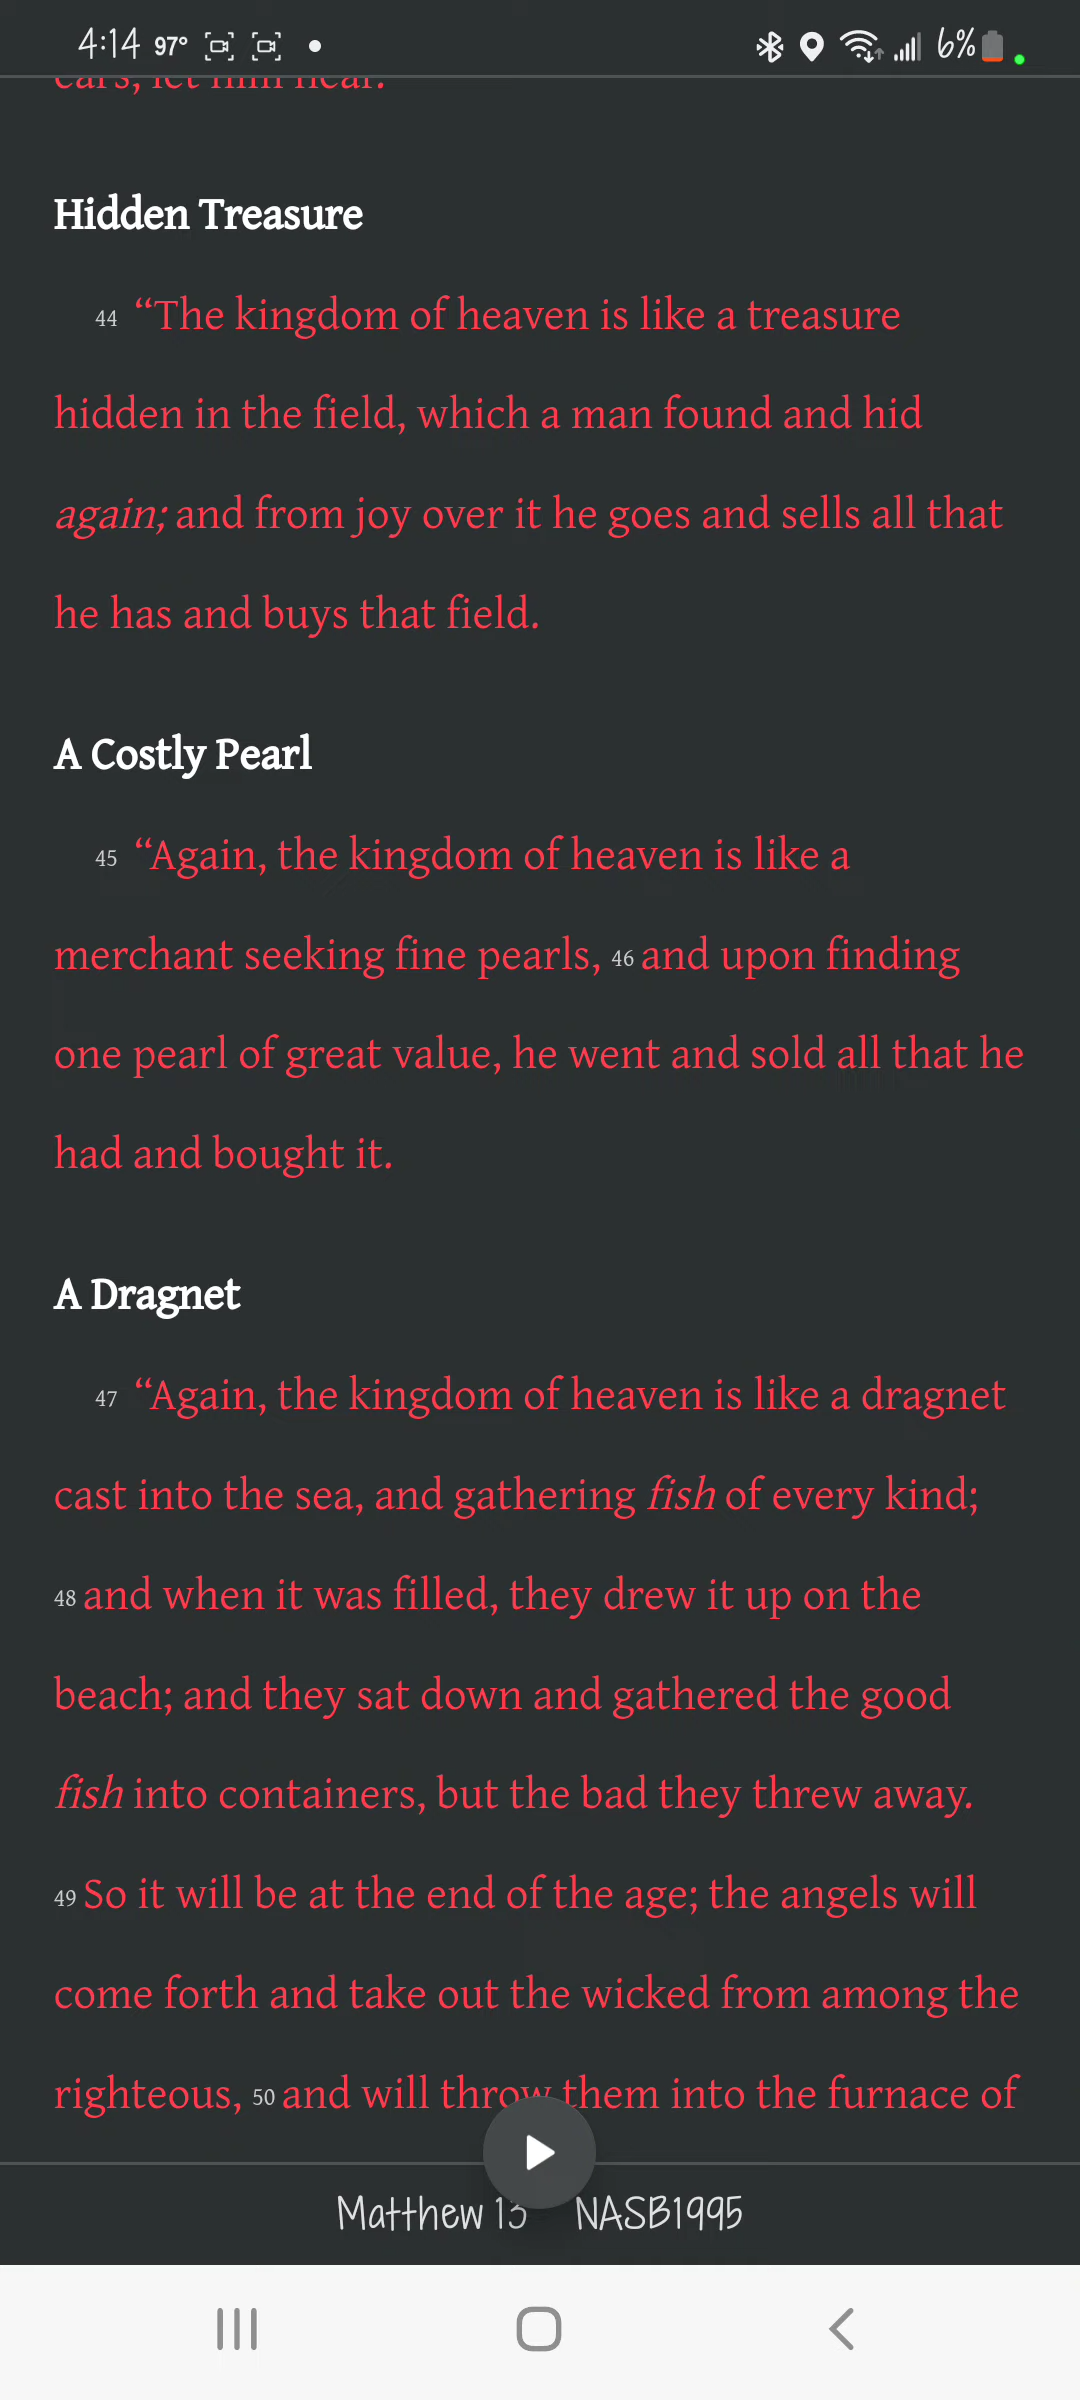 4:14 97° 6%
ears, let him hear.
Hidden Treasure
44 “The kingdom of heaven is like a treasure
hidden in the field, which a man found and hid
again; and from joy over it he goes and sells all that
he has and buys that field.
A Costly Pearl
45 “Again, the kingdom of heaven is like a
merchant seeking fine pearls, 46 and upon finding
one pearl of great value, he went and sold all that he
had and bought it.
A Dragnet
47 “Again, the kingdom of heaven is like a dragnet
cast into the sea, and gathering fish of every kind;
48 and when it was filled, they drew it up on the
beach; and they sat down and gathered the good
fish into containers, but the bad they threw away.
49 So it will be at the end of the age; the angels will
come forth and take out the wicked from among the
righteous, 50 and will throw them into the furnace of
Matthew 13 NASB1995